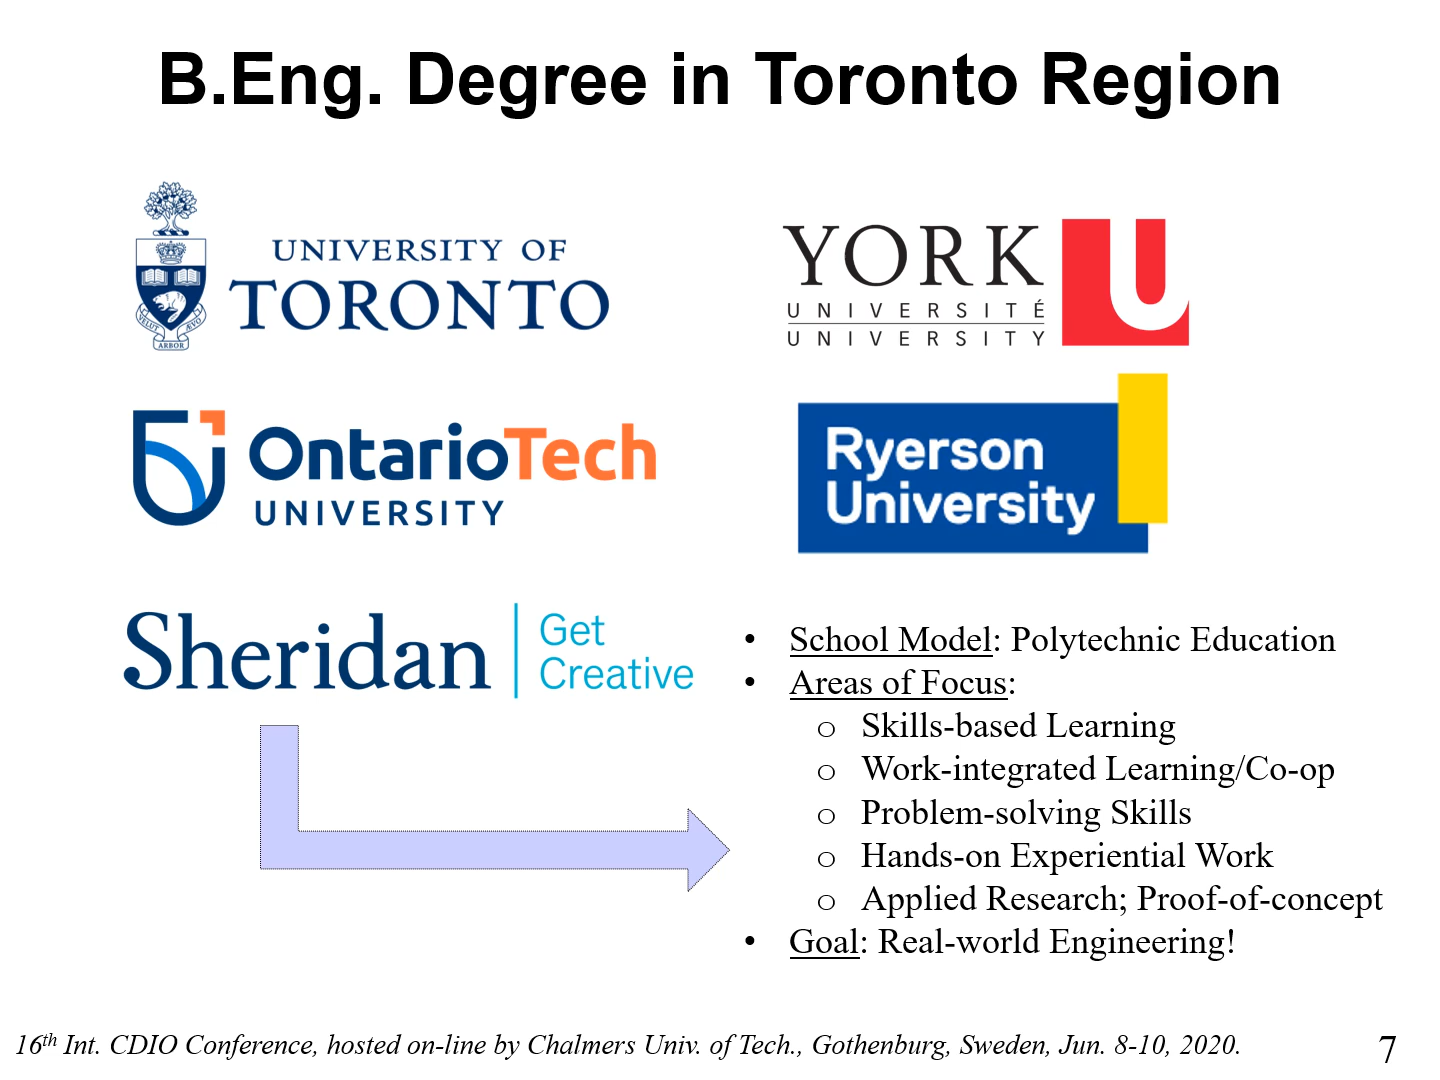 B.Eng. Degree in Toronto Region
UNIVERSITY OF
TORONTO
VELUT ÆVO
ARBOR
YORK
UNIVERSITÉ
UNIVERSITY
OntarioTech
UNIVERSITY
Ryerson
University
Sheridan
Get
Creative
• School Model: Polytechnic Education
• Areas of Focus:
o Skills-based Learning
o Work-integrated Learning/Co-op
o Problem-solving Skills
o Hands-on Experiential Work
o Applied Research; Proof-of-concept
• Goal: Real-world Engineering!
16th Int. CDIO Conference, hosted on-line by Chalmers Univ. of Tech., Gothenburg, Sweden, Jun. 8-10, 2020.
7